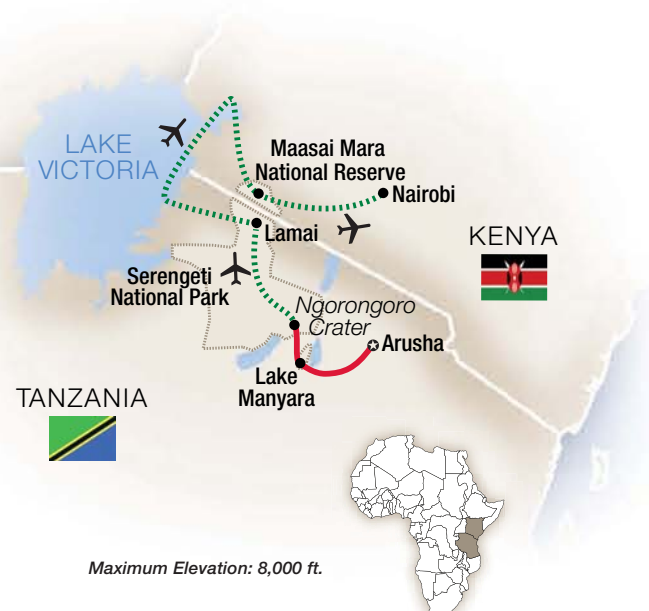 LAKE
VICTORIA
Maasai Mara
National Reserve
Nairobi
Lamai
KENYA
Serengeti
National Park
Ngorongoro
Crater
Arusha
Lake
Manyara
TANZANIA
Maximum Elevation: 8,000 ft.